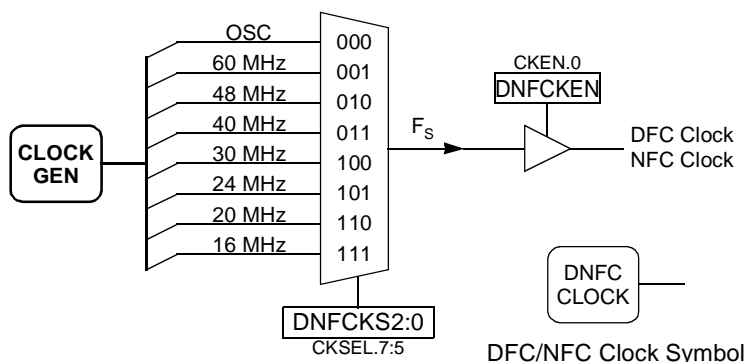 OSC
60 MHz
48 MHz
40 MHz
30 MHz
24 MHz
20 MHz
16 MHz
CLOCK
GEN
000
001
010
011
100
101
110
111
DNFCKS2:0
CKSEL.7:5
FS
CKEN.0
DNFCKEN
DFC Clock
NFC Clock
DNFC
CLOCK
DFC/NFC Clock Symbol